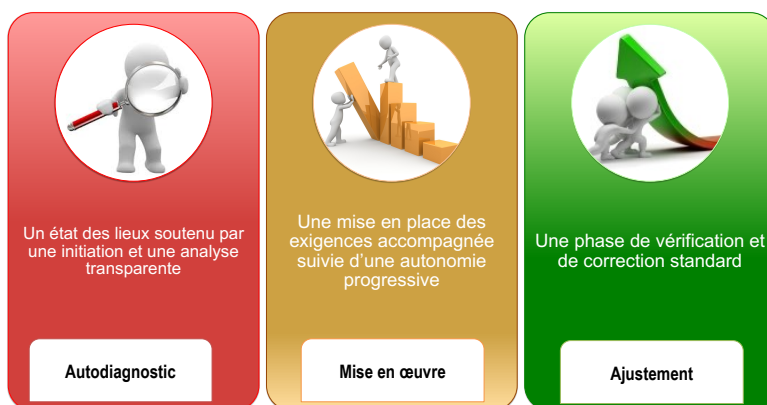 Un état des lieux soutenu par
une initiation et une analyse
transparente
Autodiagnostic
Une mise en place des
exigences accompagnée
suivie d’une autonomie
progressive
Mise en œuvre
Une phase de vérification et
de correction standard
Ajustement